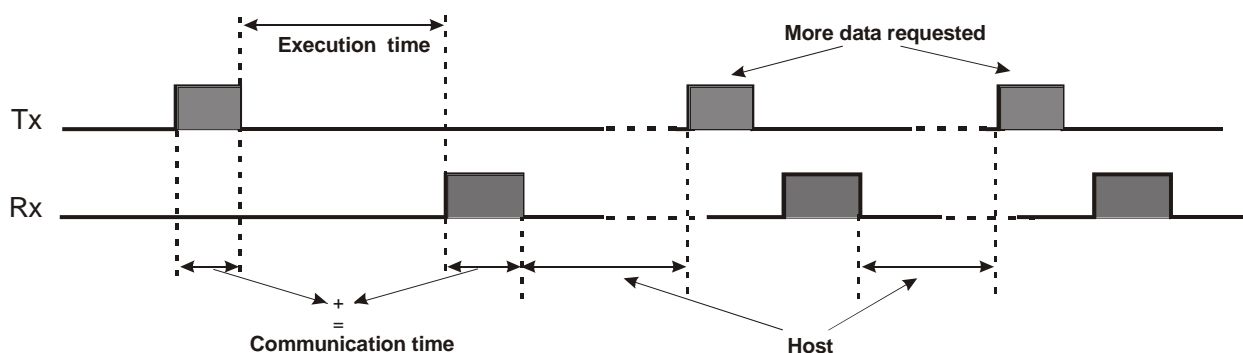 Execution time
More data requested
Tx
Rx
+
=
Communication time
Host